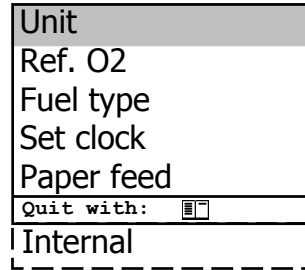 Unit
Ref. O2
Fuel type
Set clock
Paper feed
Quit with:
Internal